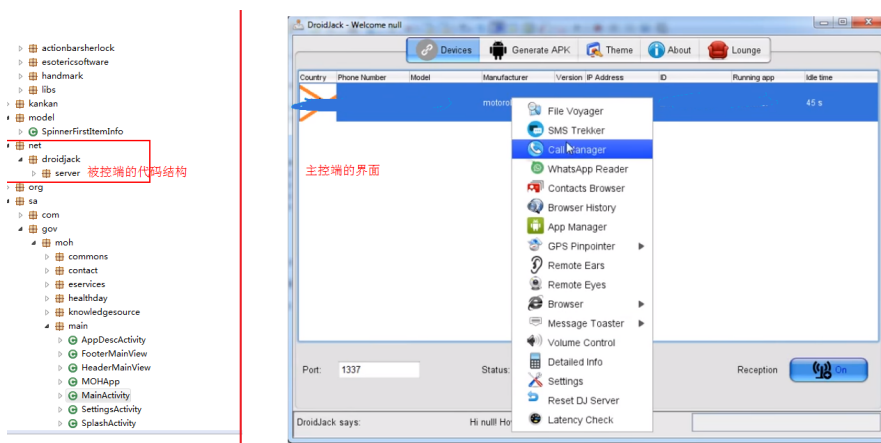 actionbarsherlock
esotericsoftware
handmark
libs
kankan
model
SpinnerFirstItemInfo
net
droidjack
server 被控端的代码结构
org
sa
com
gov
moh
commons
contact
eservices
healthday
knowledgesource
main
AppDescActivity
FooterMainView
HeaderMainView
MOHApp
MainActivity
SettingsActivity
SplashActivity
DroidJack - Welcome null
Devices Generate APK Theme About Lounge
Country Phone Number Model Manufacturer Version IP Address ID Running app Idle time
45 s
主控端的界面
File Voyager
SMS Trekker
Call Manager
WhatsApp Reader
Contacts Browser
Browser History
App Manager
GPS Pinpointer
Remote Ears
Remote Eyes
Browser
Message Toaster
Volume Control
Detailed Info
Settings
Reset DJ Server
Latency Check
Port: 1337 Status: Reception On
DroidJack says: Hi null!